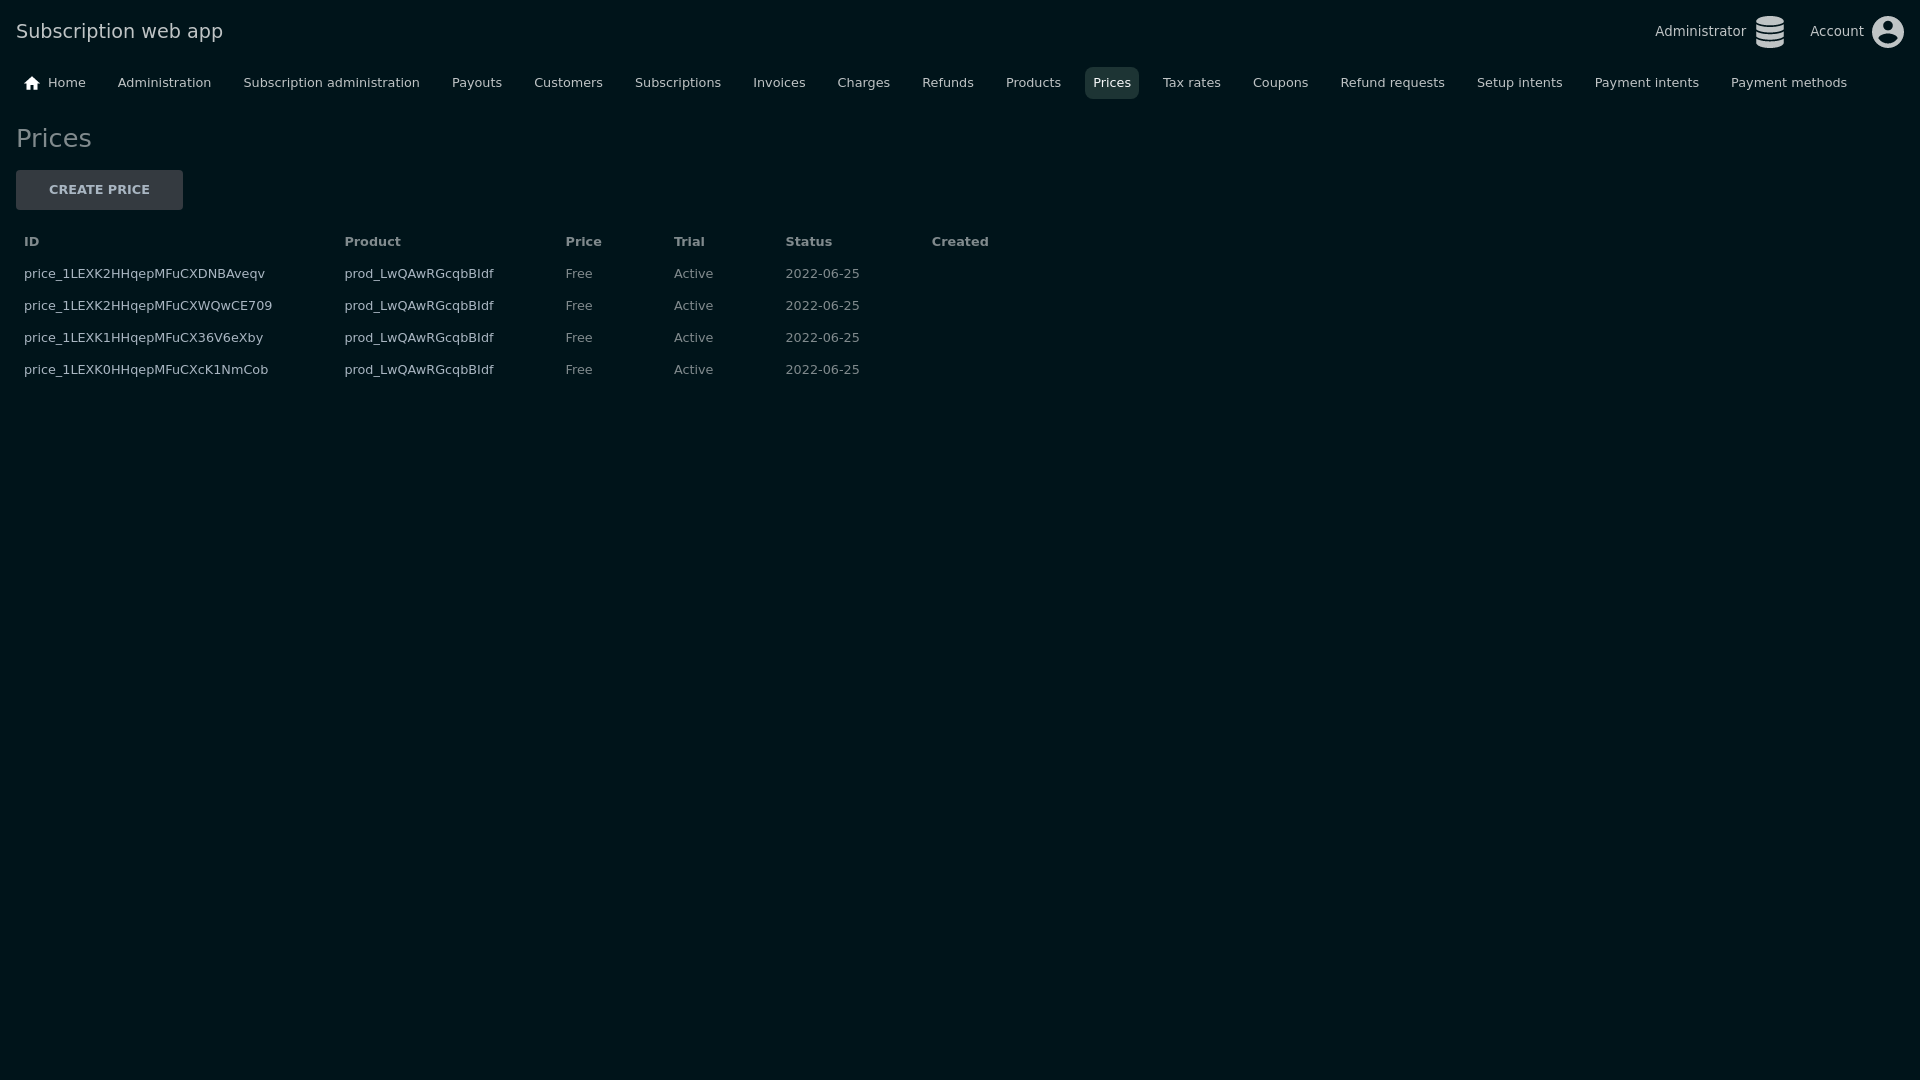 Subscription web app Administrator Account
Home Administration Subscription administration Payouts Customers Subscriptions Invoices Charges Refunds Products Prices Tax rates Coupons Refund requests Setup intents Payment intents Payment methods
Prices
CREATE PRICE
ID Product Price Trial Status Created
price_1LEXK2HHqepMFuCXDNBAveqv prod_LwQAwRGcqbBIdf Free Active 2022-06-25
price_1LEXK2HHqepMFuCXWQwCE709 prod_LwQAwRGcqbBIdf Free Active 2022-06-25
price_1LEXK1HHqepMFuCX36V6eXby prod_LwQAwRGcqbBIdf Free Active 2022-06-25
price_1LEXK0HHqepMFuCXcK1NmCob prod_LwQAwRGcqbBIdf Free Active 2022-06-25